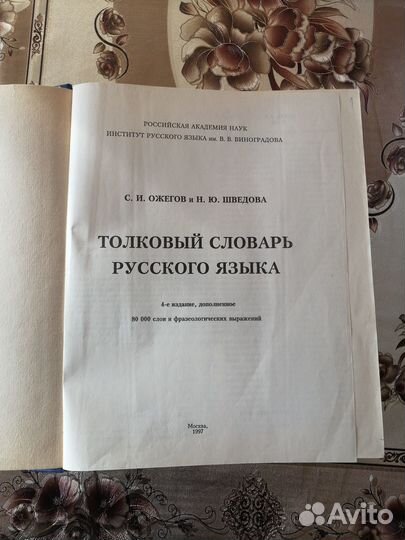 РОССИЙСКАЯ АКАДЕМИЯ НАУК
ИНСТИТУТ РУССКОГО ЯЗЫКА им. В. В. ВИНОГРАДОВА
С. И. ОЖЕГОВ и Н. Ю. ШВЕДОВА
ТОЛКОВЫЙ СЛОВАРЬ
РУССКОГО ЯЗЫКА
4-е издание, дополненное
80 000 слов и фразеологических выражений
Москва,
1997
Avito